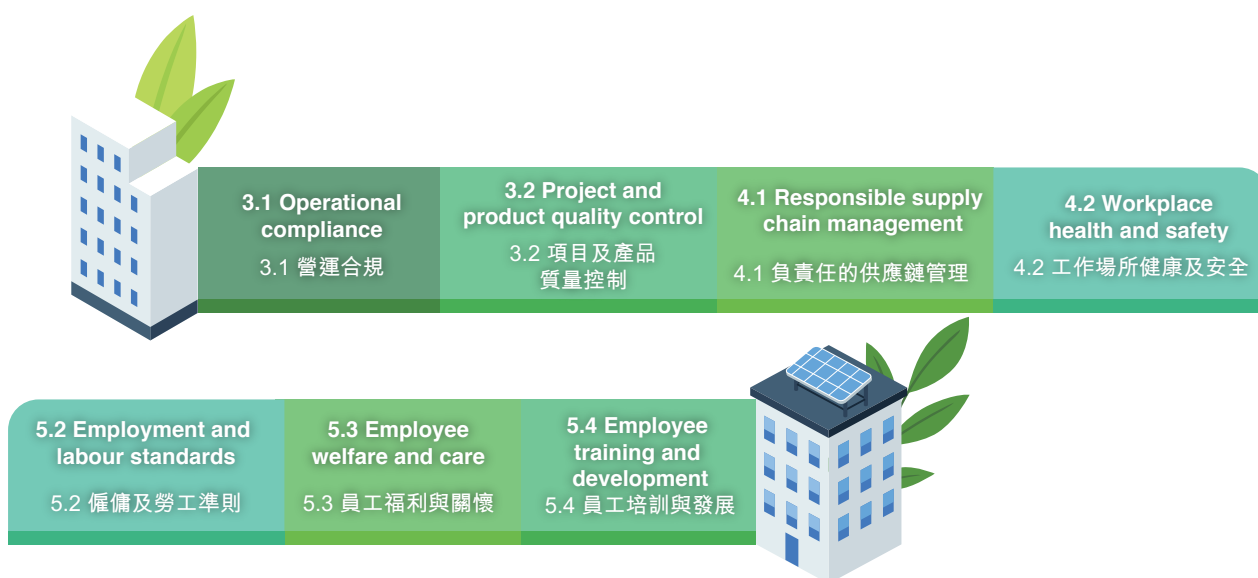 3.1 Operational
compliance
3.1 營運合規
3.2 Project and
product quality control
3.2 項目及產品
質量控制
4.1 Responsible supply
chain management
4.1 負責任的供應鏈管理
4.2 Workplace
health and safety
4.2 工作場所健康及安全
5.2 Employment and
labour standards
5.2 僱傭及勞工準則
5.3 Employee
welfare and care
5.3 員工福利與關懷
5.4 Employee
training and
development
5.4 員工培訓與發展